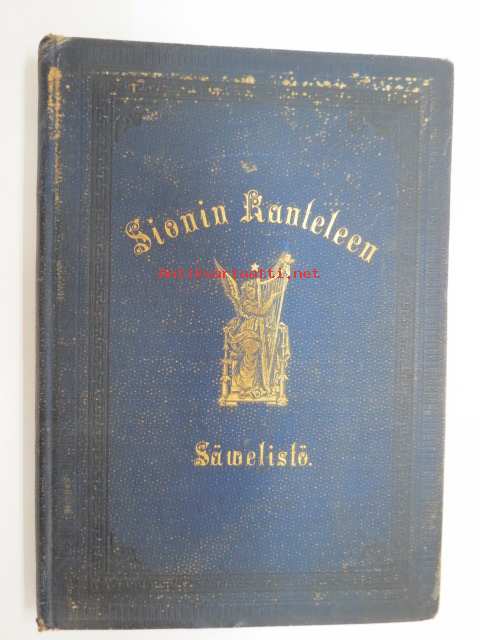 Sionin Kanteleen
Antikvariaatti.net
Säwelistö.